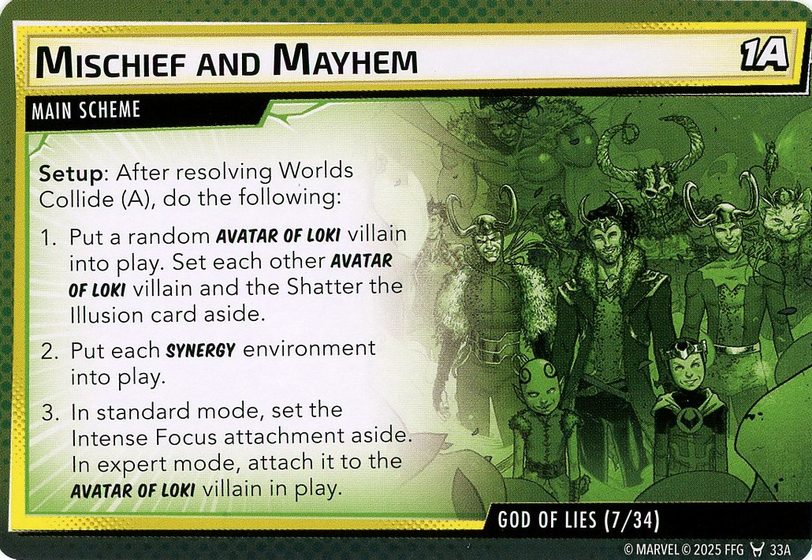 MISCHIEF AND MAYHEM
1A
MAIN SCHEME
Setup: After resolving Worlds
Collide (A), do the following:
1. Put a random AVATAR OF LOKI villain
into play. Set each other AVATAR
OF LOKI villain and the Shatter the
Illusion card aside.
2. Put each SYNERGY environment
into play.
3. In standard mode, set the
Intense Focus attachment aside.
In expert mode, attach it to the
AVATAR OF LOKI villain in play.
GOD OF LIES (7/34)
© MARVEL © 2025 FFG 33A